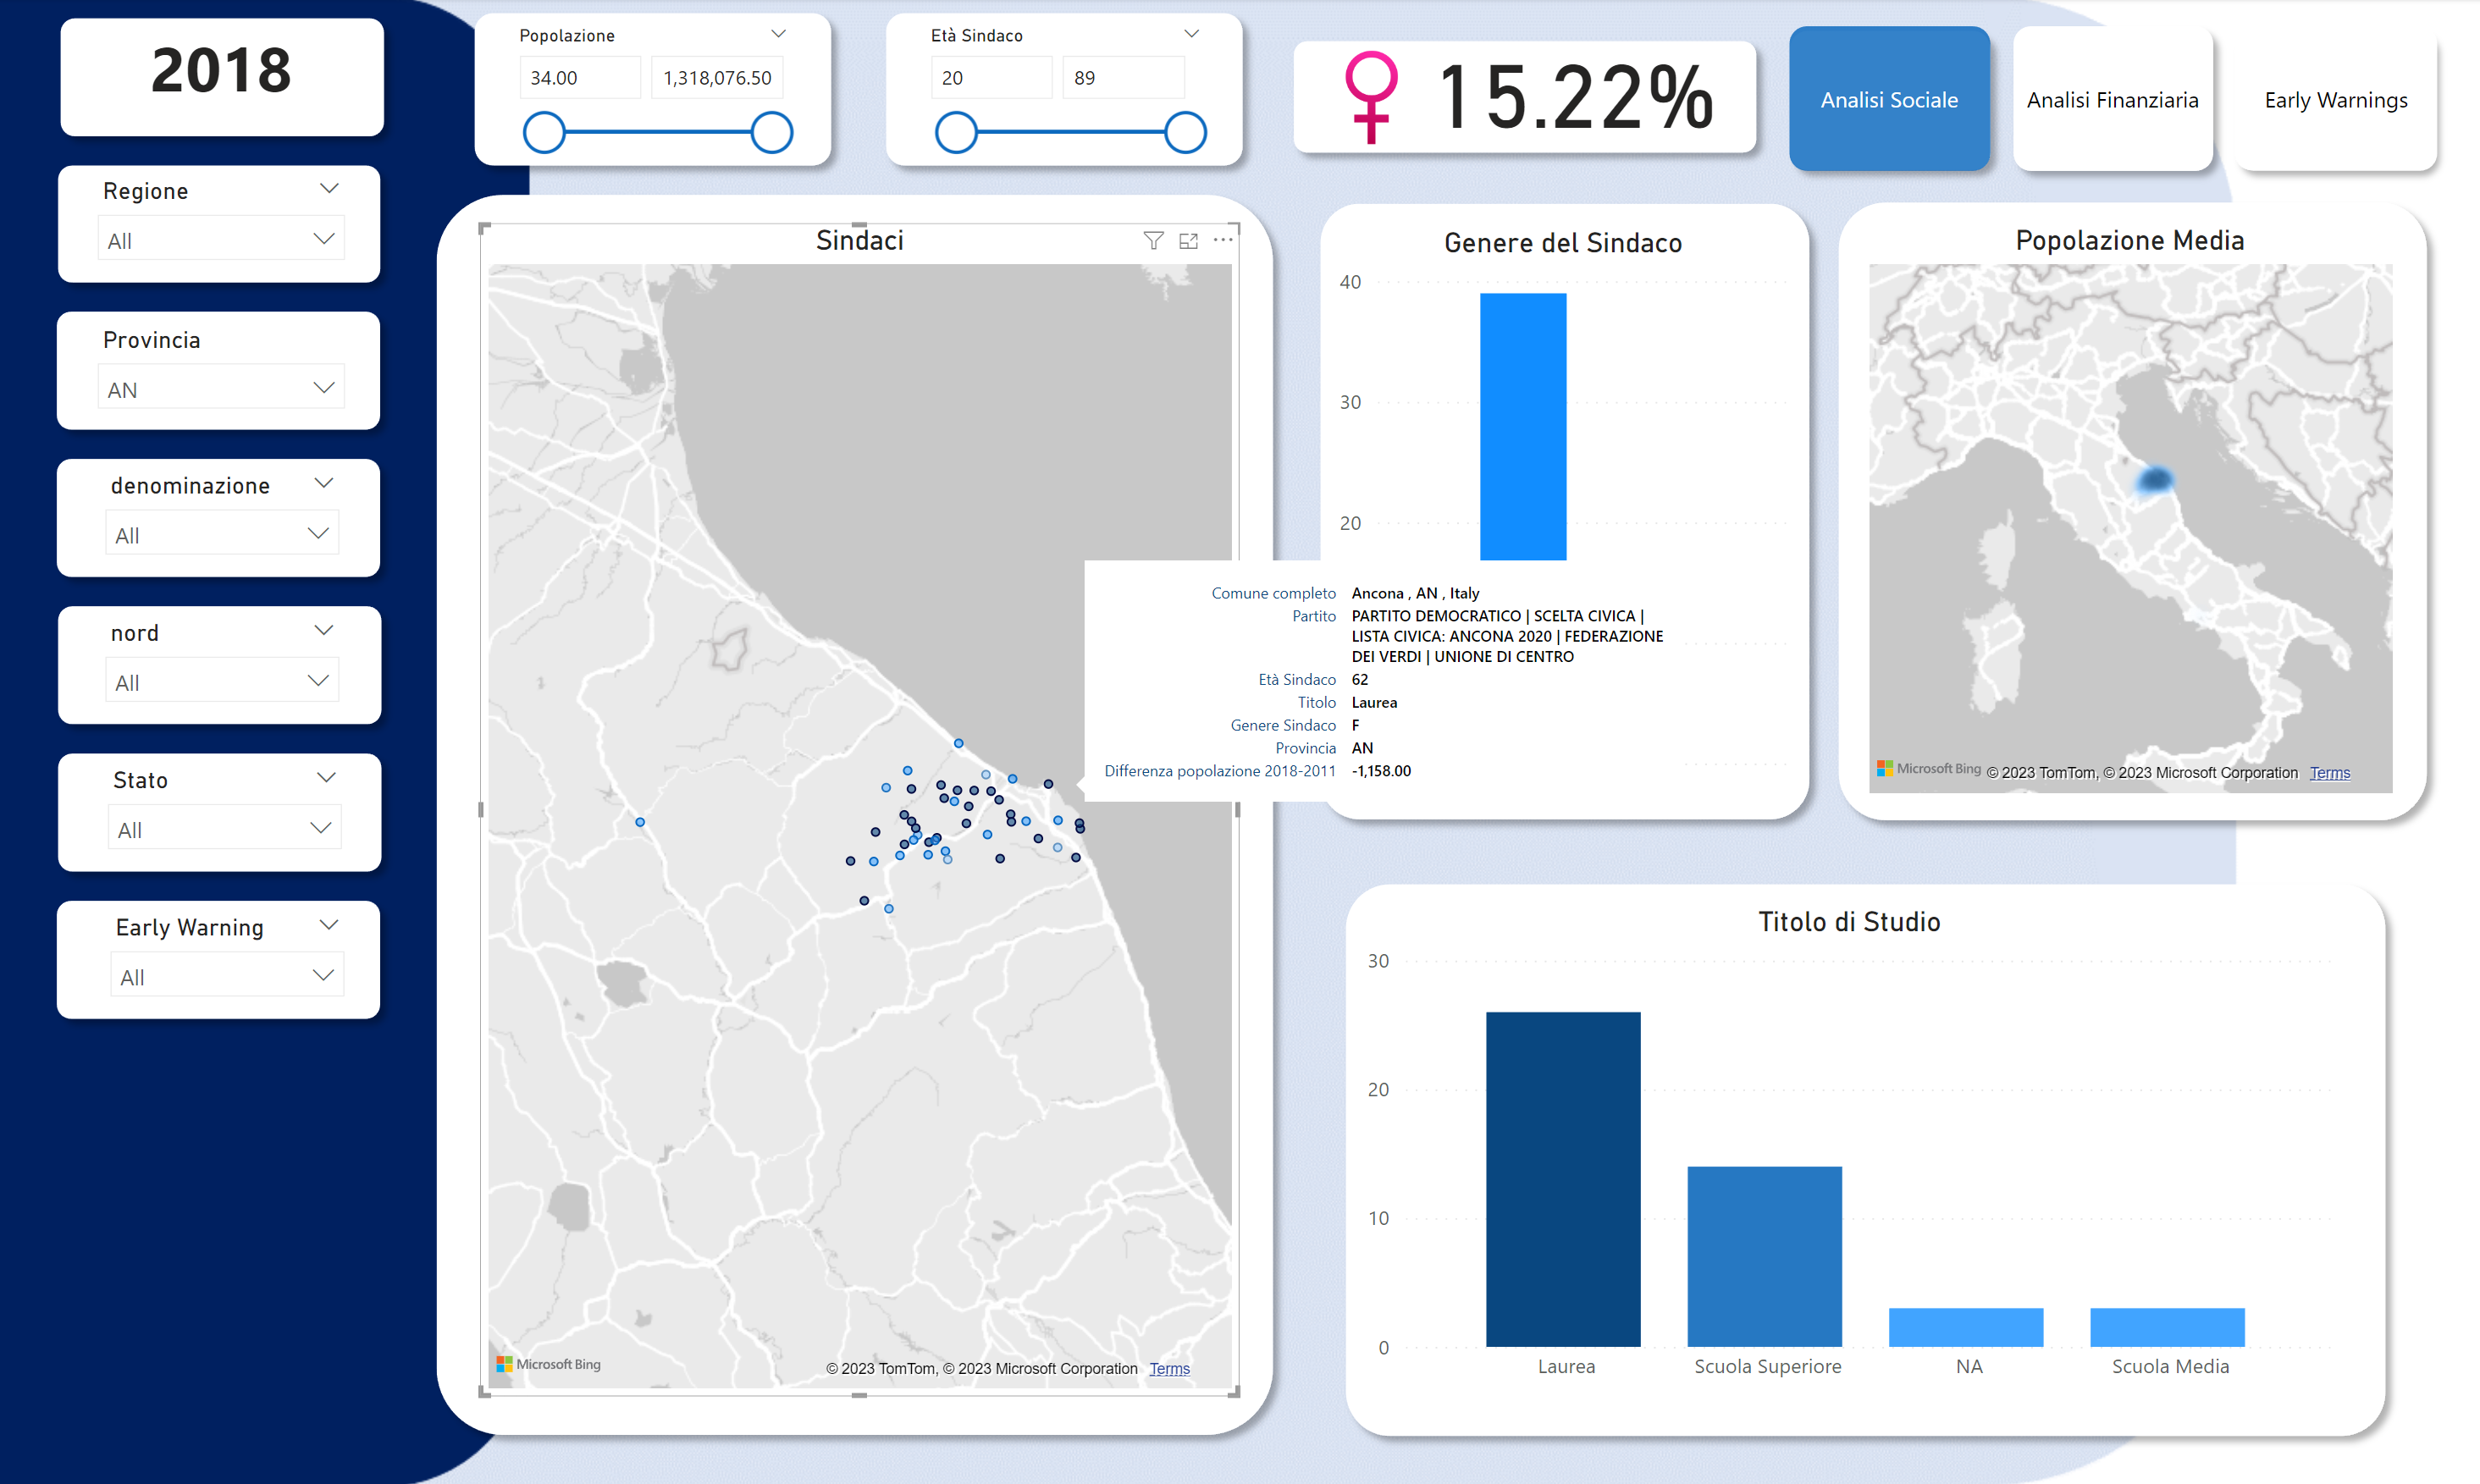 2018
Popolazione
34.00
1,318,076.50
Età Sindaco
20
89
15.22%
Analisi Sociale
Analisi Finanziaria
Early Warnings
Regione
All
Provincia
AN
denominazione
All
nord
All
Stato
All
Early Warning
All
Sindaci
Microsoft Bing
© 2023 TomTom, © 2023 Microsoft Corporation Terms
Genere del Sindaco
40
30
20
Comune completo Ancona , AN , Italy
Partito PARTITO DEMOCRATICO | SCELTA CIVICA |
LISTA CIVICA: ANCONA 2020 | FEDERAZIONE
DEI VERDI | UNIONE DI CENTRO
Età Sindaco 62
Titolo Laurea
Genere Sindaco F
Provincia AN
Differenza popolazione 2018-2011 -1,158.00
Popolazione Media
Microsoft Bing © 2023 TomTom, © 2023 Microsoft Corporation Terms
Titolo di Studio
30
20
10
0
Laurea Scuola Superiore NA Scuola Media